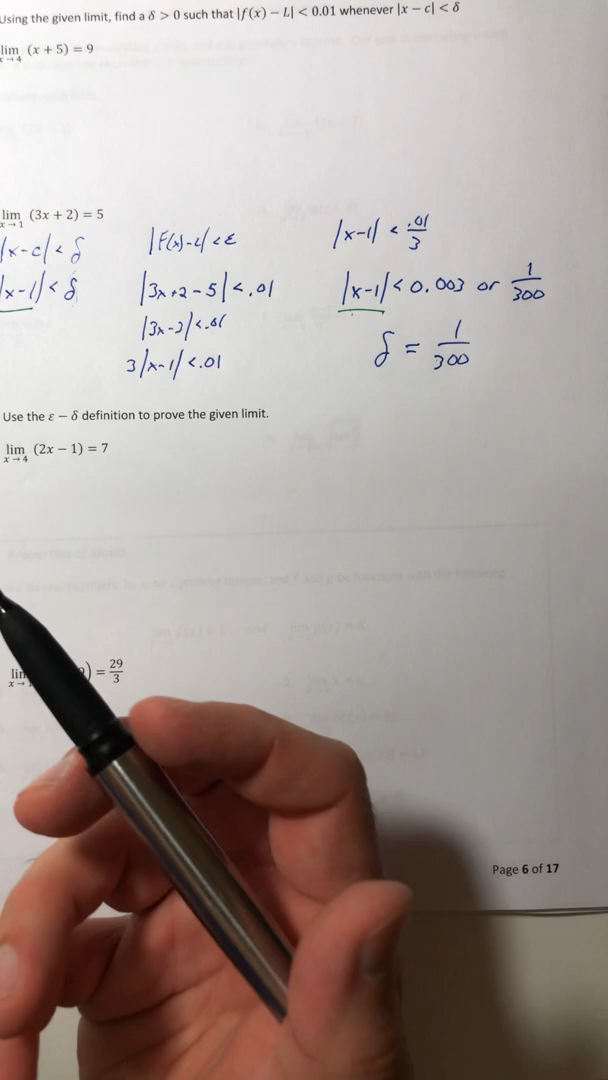 Using the given limit, find a δ > 0 such that |f(x) − L| < 0.01 whenever |x − c| < δ
lim x→4 (x + 5) = 9
lim x→1 (3x + 2) = 5
|x-c| < δ
|x-1| < δ
|F(x)-L| < ε
|3x+2-5| < .01
|3x-3| < .01
3|x-1| < .01
|x-1| < .01/3
|x-1| < 0.003 or 1/300
δ = 1/300
Use the ε − δ definition to prove the given limit.
lim x→4 (2x − 1) = 7
) = 29/3
Page 6 of 17